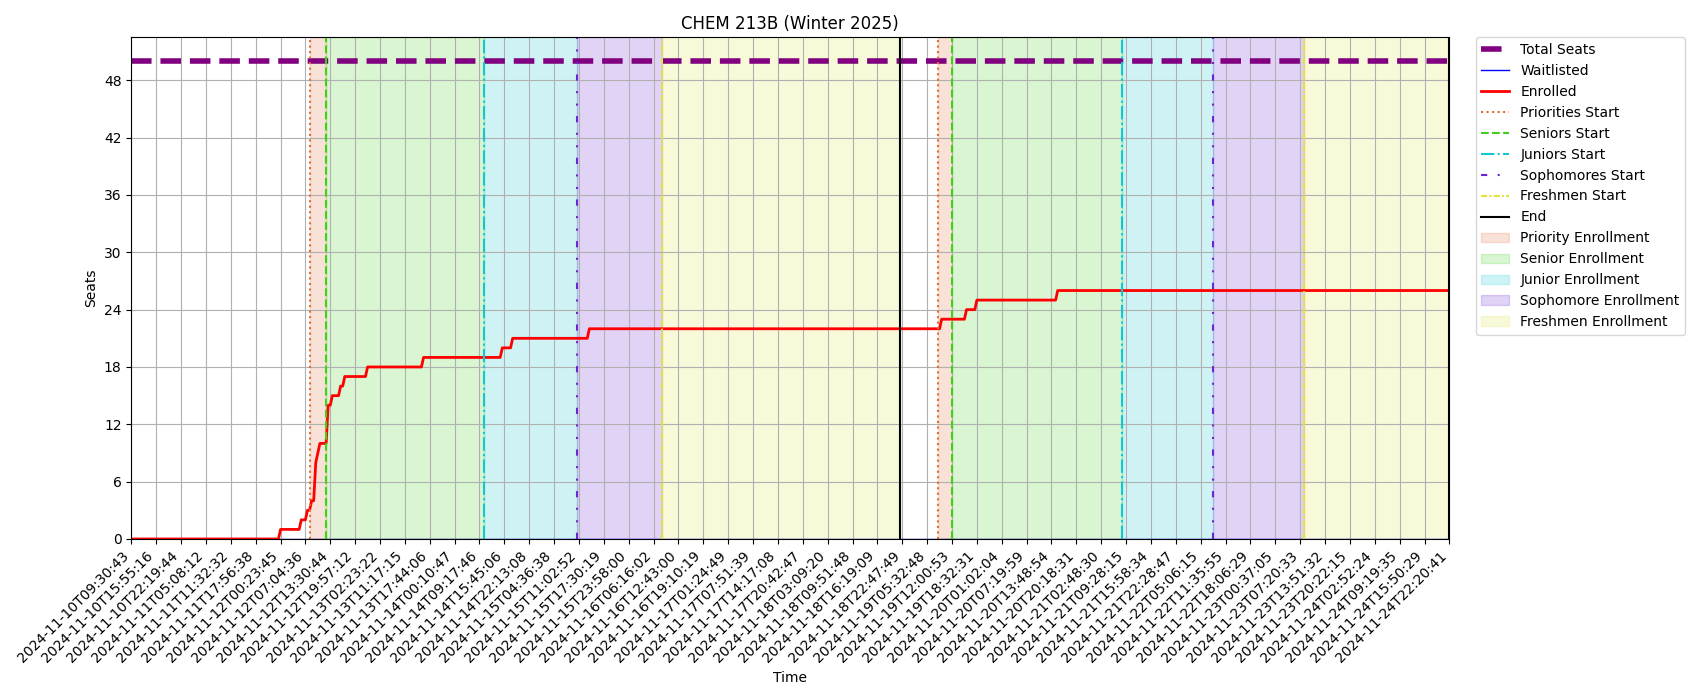 CHEM 213B (Winter 2025)
Total Seats
Waitlisted
Enrolled
Priorities Start
Seniors Start
Juniors Start
Sophomores Start
Freshmen Start
End
Priority Enrollment
Senior Enrollment
Junior Enrollment
Sophomore Enrollment
Freshmen Enrollment
Seats
48
42
36
30
24
18
12
6
0
2024-11-10T09:30:43
2024-11-10T15:55:16
2024-11-10T22:19:44
2024-11-11T05:08:12
2024-11-11T11:32:32
2024-11-11T17:56:38
2024-11-12T00:23:45
2024-11-12T07:04:36
2024-11-12T13:30:44
2024-11-12T19:57:12
2024-11-13T02:23:22
2024-11-13T11:17:15
2024-11-13T17:44:06
2024-11-14T00:10:47
2024-11-14T09:17:46
2024-11-14T15:45:06
2024-11-14T22:13:08
2024-11-15T04:36:38
2024-11-15T11:02:52
2024-11-15T17:30:19
2024-11-15T23:58:00
2024-11-16T06:16:02
2024-11-16T12:43:00
2024-11-16T19:10:19
2024-11-17T01:24:49
2024-11-17T07:51:39
2024-11-17T14:17:08
2024-11-17T20:42:47
2024-11-18T03:09:20
2024-11-18T09:51:48
2024-11-18T16:19:09
2024-11-18T22:47:49
2024-11-19T05:32:48
2024-11-19T12:00:53
2024-11-19T18:32:31
2024-11-20T01:02:04
2024-11-20T07:19:59
2024-11-20T13:48:54
2024-11-20T20:18:31
2024-11-21T02:48:30
2024-11-21T09:28:15
2024-11-21T15:58:34
2024-11-21T22:28:47
2024-11-22T05:06:15
2024-11-22T11:35:55
2024-11-22T18:06:29
2024-11-23T00:37:05
2024-11-23T07:20:33
2024-11-23T13:51:32
2024-11-23T20:22:15
2024-11-24T02:52:24
2024-11-24T09:19:35
2024-11-24T15:50:29
2024-11-24T22:20:41
Time